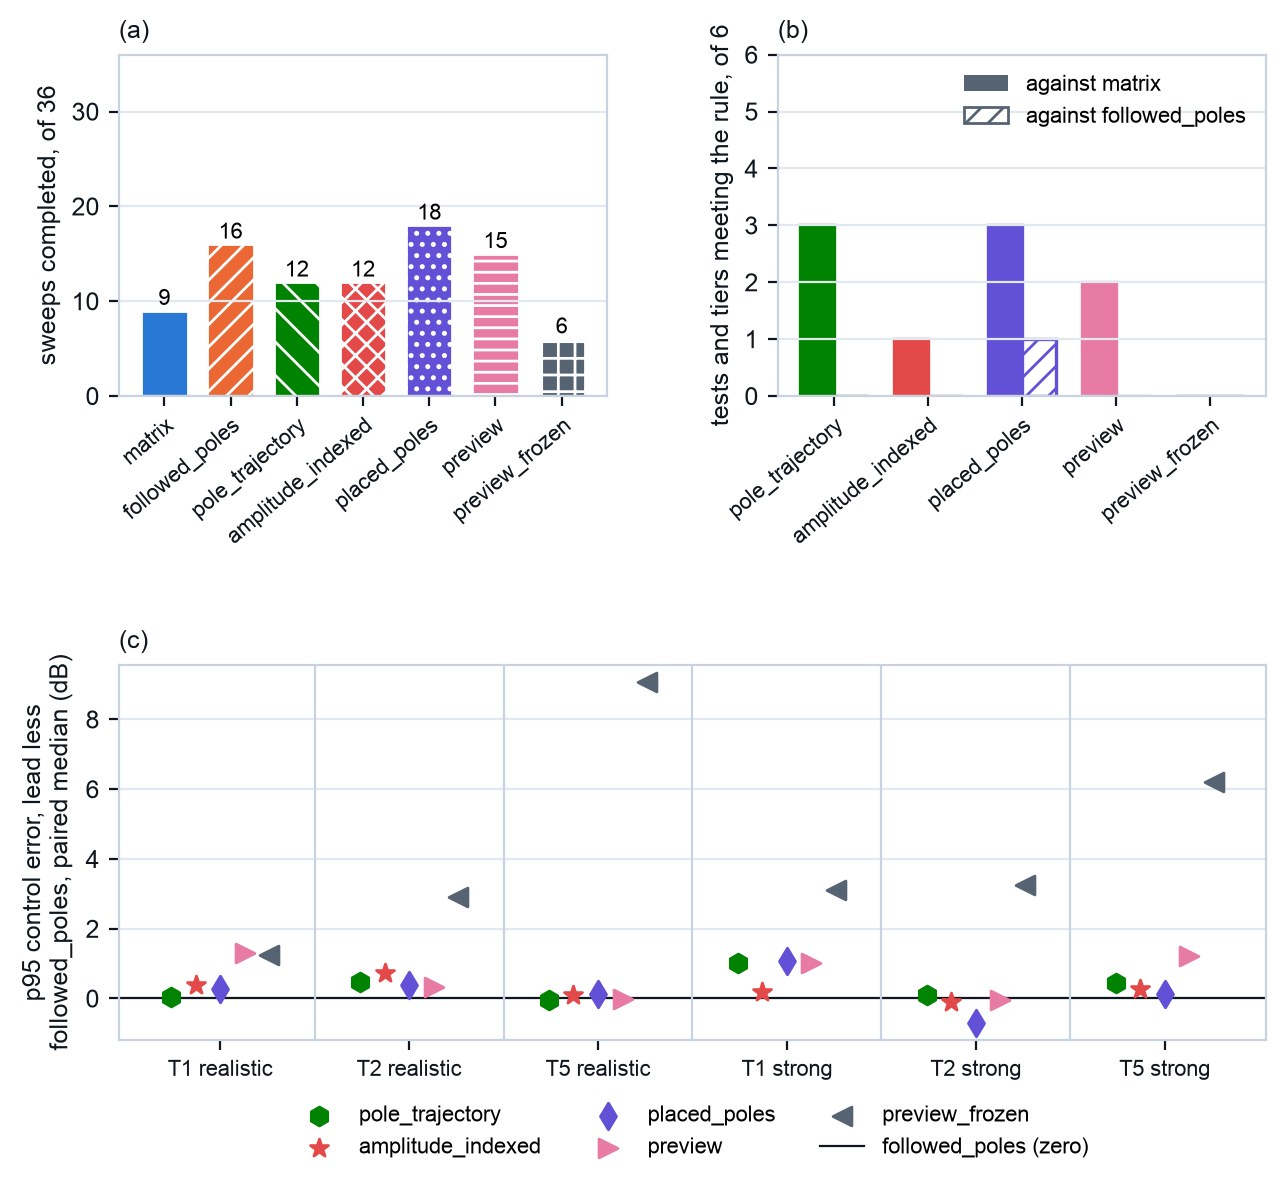 (a)
sweeps completed, of 36
30
20
10
0
9
16
12
12
18
15
6
matrix
followed_poles
pole_trajectory
amplitude_indexed
placed_poles
preview
preview_frozen
(b)
tests and tiers meeting the rule, of 6
6
5
4
3
2
1
0
against matrix
against followed_poles
pole_trajectory
amplitude_indexed
placed_poles
preview
preview_frozen
(c)
p95 control error, lead less
followed_poles, paired median (dB)
8
6
4
2
0
T1 realistic
T2 realistic
T5 realistic
T1 strong
T2 strong
T5 strong
pole_trajectory
amplitude_indexed
placed_poles
preview
preview_frozen
followed_poles (zero)